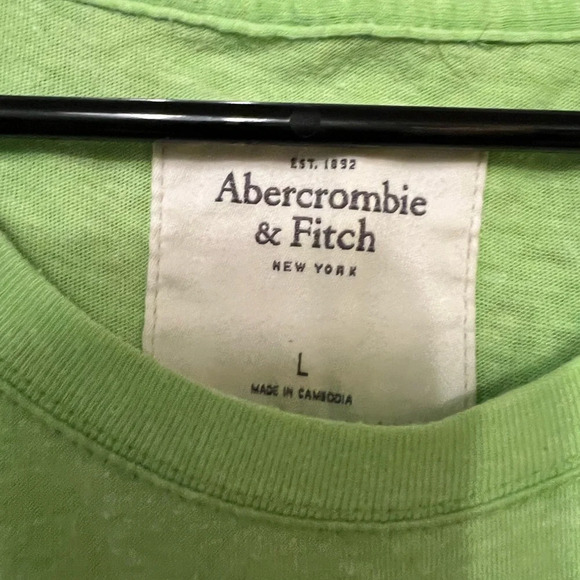 EST. 1892
Abercrombie
& Fitch
NEW YORK
L
MADE IN CAMBODIA